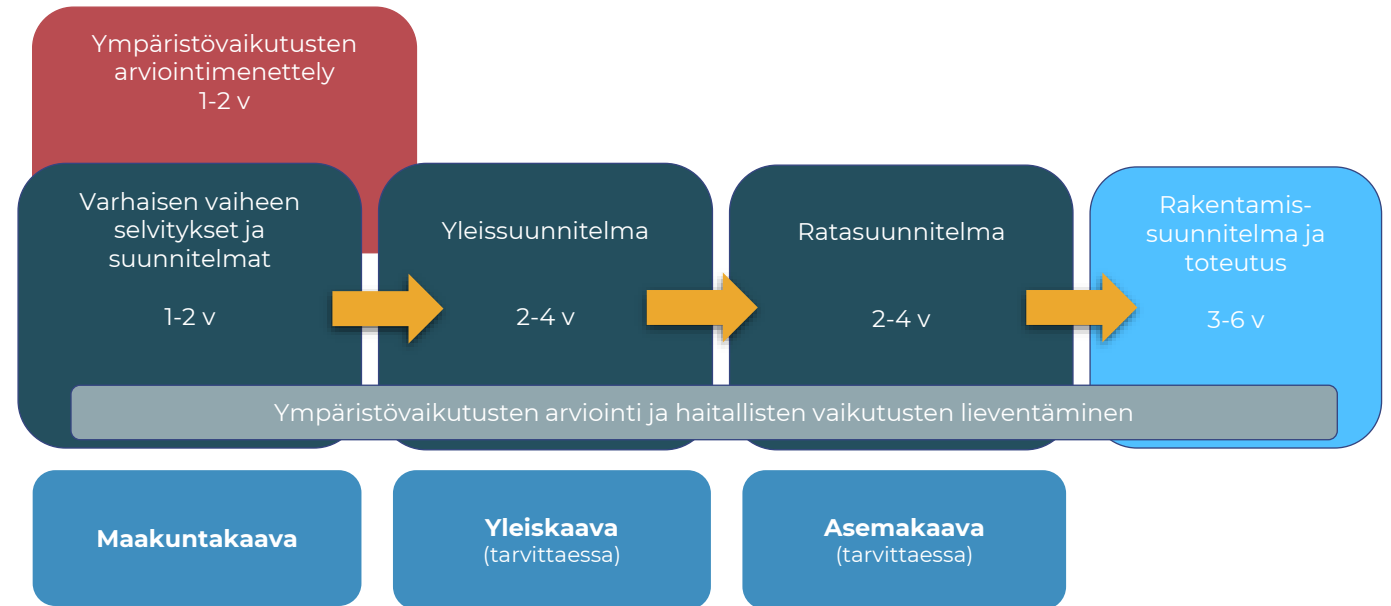 Ympäristövaikutusten
arviointimenettely
1-2 v
Varhaisen vaiheen
selvitykset ja
suunnitelmat
1-2 v
Yleissuunnitelma
2-4 v
Ratasuunnitelma
2-4 v
Rakentamis-
suunnitelma ja
toteutus
3-6 v
Ympäristövaikutusten arviointi ja haitallisten vaikutusten lieventäminen
Maakuntakaava
Yleiskaava
(tarvittaessa)
Asemakaava
(tarvittaessa)